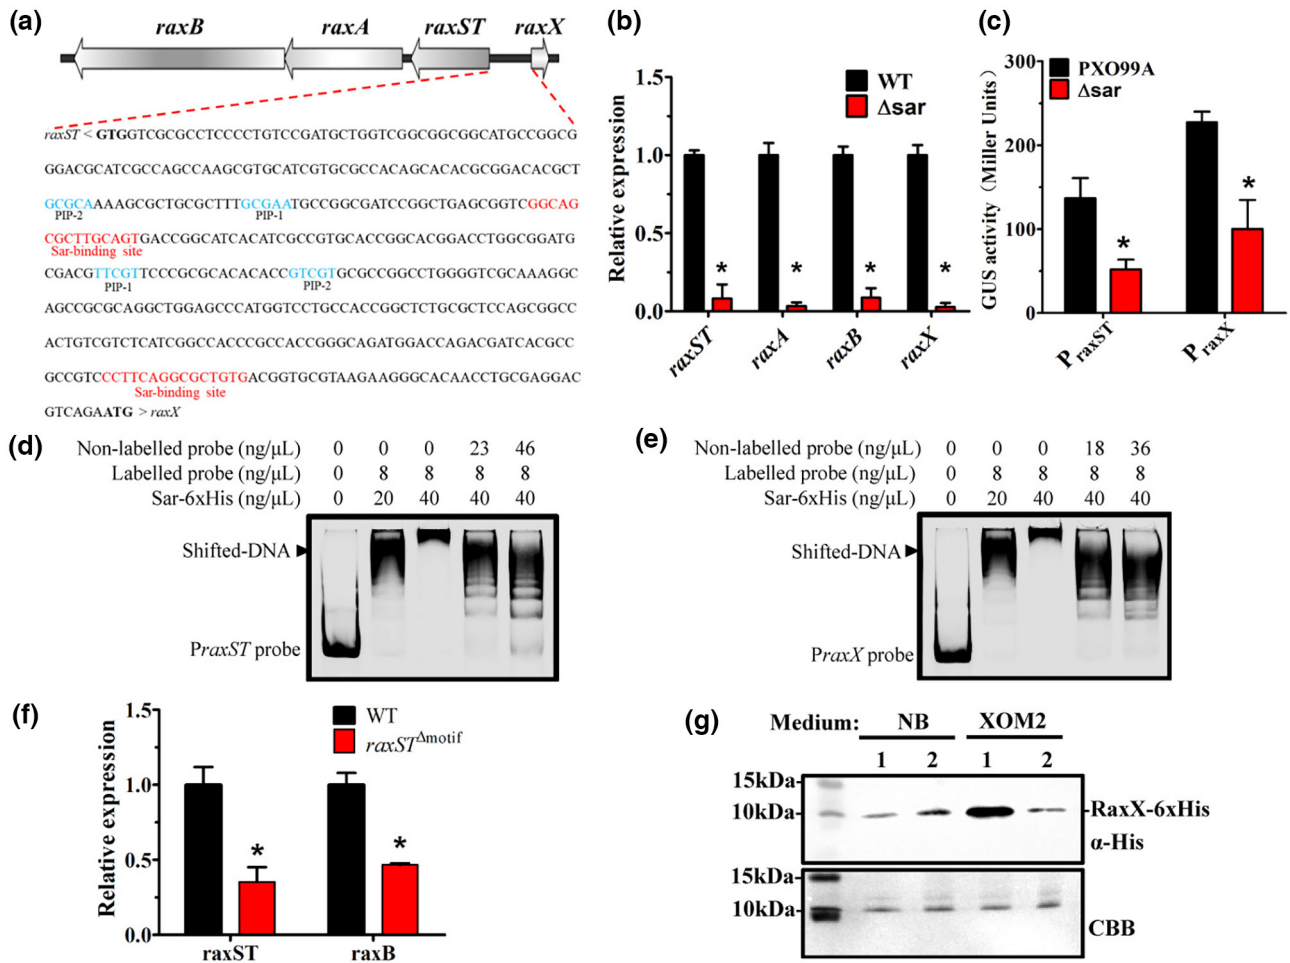 (a)
raxB raxA raxST raxX
raxST < GTGGTCGCGCCTCCCCTGTCCGATGCTGGTCGGCGGCGGCATGCCGGCG
GGACGCATCGCCAGCCAAGCGTGCATCGTGCGCCACAGCACACGCGGACACGCT
GCGCAAAAGCGCTGCGCTTTGCGAATGCCGGCGATCCGGCTGAGCGGTCGGCAG
PIP-2 PIP-1
CGCTTGCAGTGACCGGCATCACATCGCCGTGCACCGGCACGGACCTGGCGGATG
Sar-binding site
CGACGTTCGTTCCCGCGCACACACCGTCGTGCGCCGGCCTGGGGTCGCAAAGGC
PIP-1 PIP-2
AGCCGCGCAGGCTGGAGCCCATGGTCCTGCCACCGGCTCTGCGCTCCAGCGGCC
ACTGTCGTCTCATCGGCCACCCGCCACCGGGCAGATGGACCAGACGATCACGCC
GCCGTCCCTTCAGGCGCTGTGACGGTGCGTAAGAAGGGCACAACCTGCGAGGAC
Sar-binding site
GTCAGAATG > raxX
(b)
WT
Δsar
Relative expression
1.5
1.0
0.5
0.0
* * * *
raxST raxA raxB raxX
(c)
PXO99A
Δsar
GUS activity (Miller Units)
300
200
100
0
* *
PraxST PraxX
(d)
Non-labelled probe (ng/μL) 0 0 0 23 46
Labelled probe (ng/μL) 0 8 8 8 8
Sar-6xHis (ng/μL) 0 20 40 40 40
Shifted-DNA
PraxST probe
(e)
Non-labelled probe (ng/μL) 0 0 0 18 36
Labelled probe (ng/μL) 0 8 8 8 8
Sar-6xHis (ng/μL) 0 20 40 40 40
Shifted-DNA
PraxX probe
(f)
WT
raxSTΔmotif
Relative expression
1.5
1.0
0.5
0.0
* *
raxST raxB
(g)
Medium: NB XOM2
1 2 1 2
15kDa
10kDa
-RaxX-6xHis
α-His
15kDa
10kDa
CBB